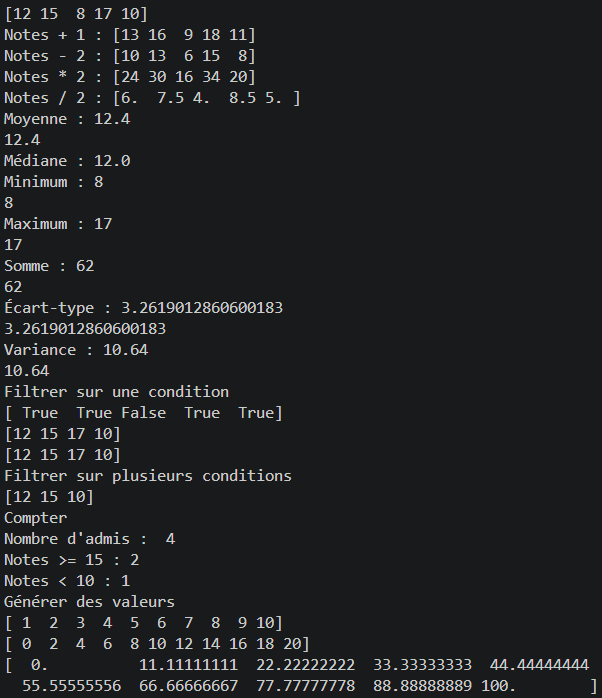 [12 15  8 17 10]
Notes + 1 : [13 16  9 18 11]
Notes - 2 : [10 13  6 15  8]
Notes * 2 : [24 30 16 34 20]
Notes / 2 : [6.  7.5 4.  8.5 5. ]
Moyenne : 12.4
12.4
Médiane : 12.0
Minimum : 8
8
Maximum : 17
17
Somme : 62
62
Écart-type : 3.2619012860600183
3.2619012860600183
Variance : 10.64
10.64
Filtrer sur une condition
[ True  True False  True  True]
[12 15 17 10]
[12 15 17 10]
Filtrer sur plusieurs conditions
[12 15 10]
Compter
Nombre d'admis :  4
Notes >= 15 : 2
Notes < 10 : 1
Générer des valeurs
[ 1  2  3  4  5  6  7  8  9 10]
[ 0  2  4  6  8 10 12 14 16 18 20]
[  0.          11.11111111  22.22222222  33.33333333  44.44444444
  55.55555556  66.66666667  77.77777778  88.88888889 100.        ]